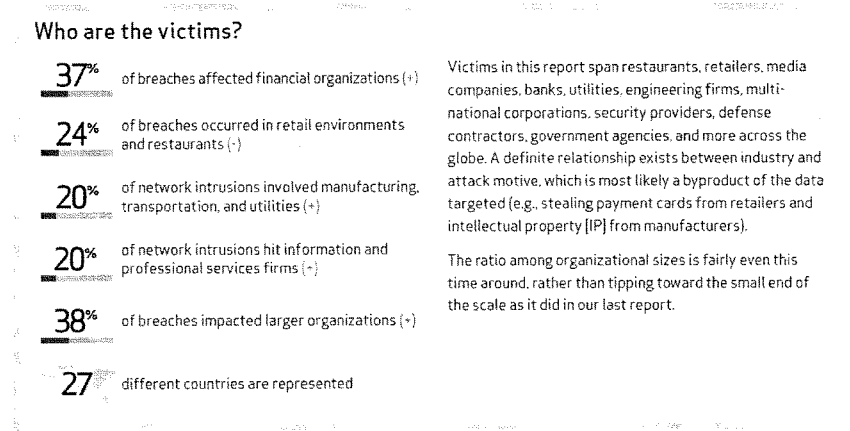 Who are the victims?
37%
of breaches affected financial organizations (+)
24%
of breaches occurred in retail environments
and restaurants (-)
20%
of network intrusions involved manufacturing,
transportation, and utilities (+)
20%
of network intrusions hit information and
professional services firms (+)
38%
of breaches impacted larger organizations (+)
27
different countries are represented
Victims in this report span restaurants, retailers, media
companies, banks, utilities, engineering firms, multi-
national corporations, security providers, defense
contractors, government agencies, and more across the
globe. A definite relationship exists between industry and
attack motive, which is most likely a byproduct of the data
targeted (e.g., stealing payment cards from retailers and
intellectual property [IP] from manufacturers).
The ratio among organizational sizes is fairly even this
time around, rather than tipping toward the small end of
the scale as it did in our last report.